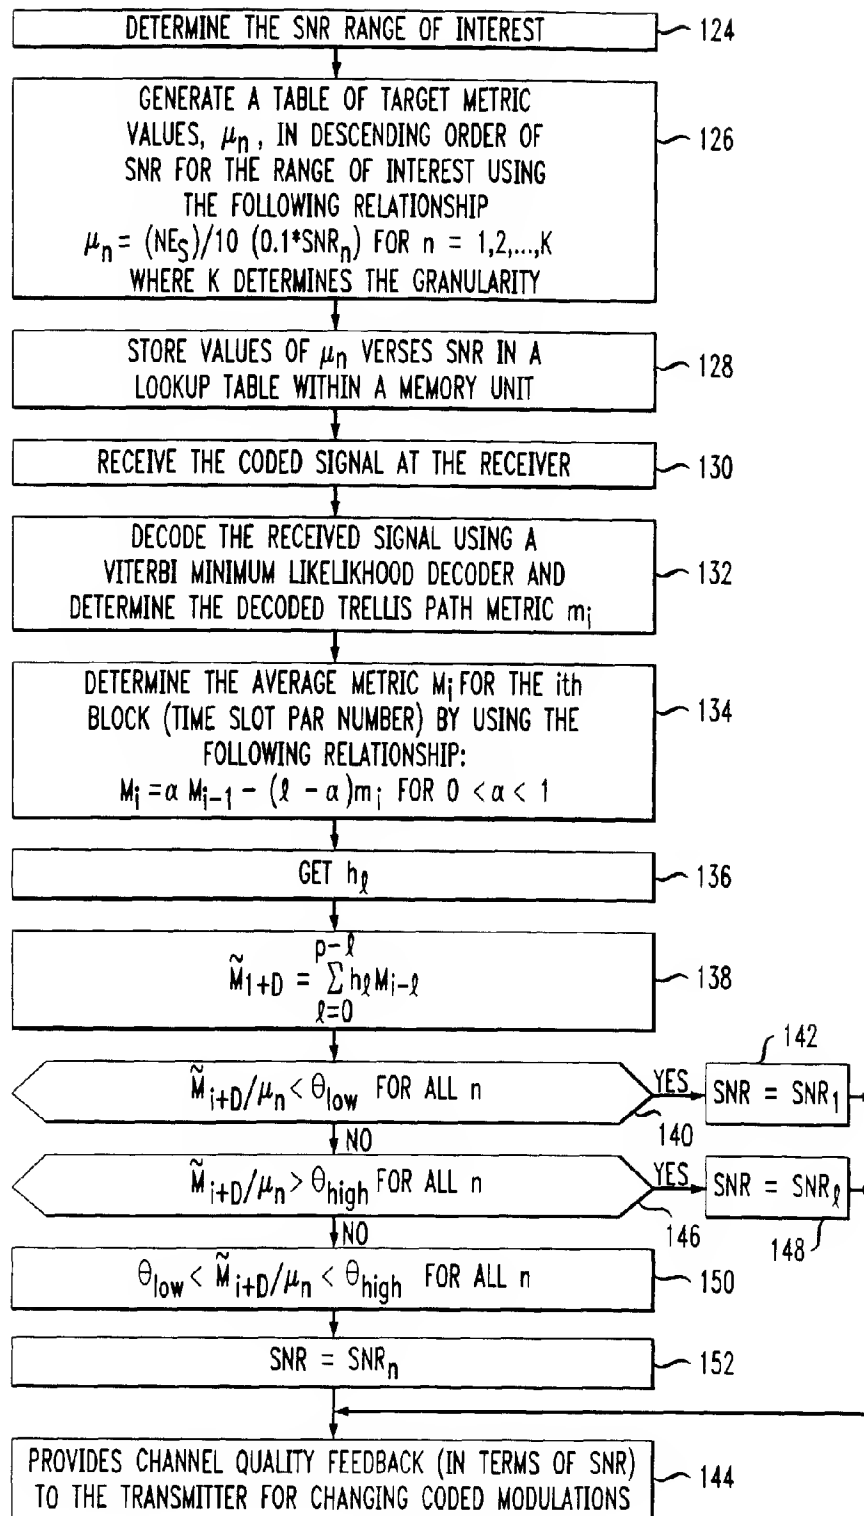 DETERMINE THE SNR RANGE OF INTEREST
124
GENERATE A TABLE OF TARGET METRIC
VALUES, μn, IN DESCENDING ORDER OF
SNR FOR THE RANGE OF INTEREST USING
THE FOLLOWING RELATIONSHIP
μn = (NES)/10 (0.1*SNRn) FOR n = 1,2,...,K
WHERE K DETERMINES THE GRANULARITY
126
STORE VALUES OF μn VERSES SNR IN A
LOOKUP TABLE WITHIN A MEMORY UNIT
128
RECEIVE THE CODED SIGNAL AT THE RECEIVER
130
DECODE THE RECEIVED SIGNAL USING A
VITERBI MINIMUM LIKELIKHOOD DECODER AND
DETERMINE THE DECODED TRELLIS PATH METRIC mi
132
DETERMINE THE AVERAGE METRIC Mi FOR THE ith
BLOCK (TIME SLOT PAR NUMBER) BY USING THE
FOLLOWING RELATIONSHIP:
Mi = α Mi-1 - (ℓ - α)mi FOR 0 < α < 1
134
GET hℓ
136
p-ℓ
M̃1+D = Σ hℓMi-ℓ
ℓ=0
138
M̃i+D/μn < θlow FOR ALL n
140
YES
142
SNR = SNR1
NO
M̃i+D/μn > θhigh FOR ALL n
146
YES
SNR = SNRℓ
148
NO
θlow < M̃i+D/μn < θhigh FOR ALL n
150
SNR = SNRn
152
PROVIDES CHANNEL QUALITY FEEDBACK (IN TERMS OF SNR)
TO THE TRANSMITTER FOR CHANGING CODED MODULATIONS
144